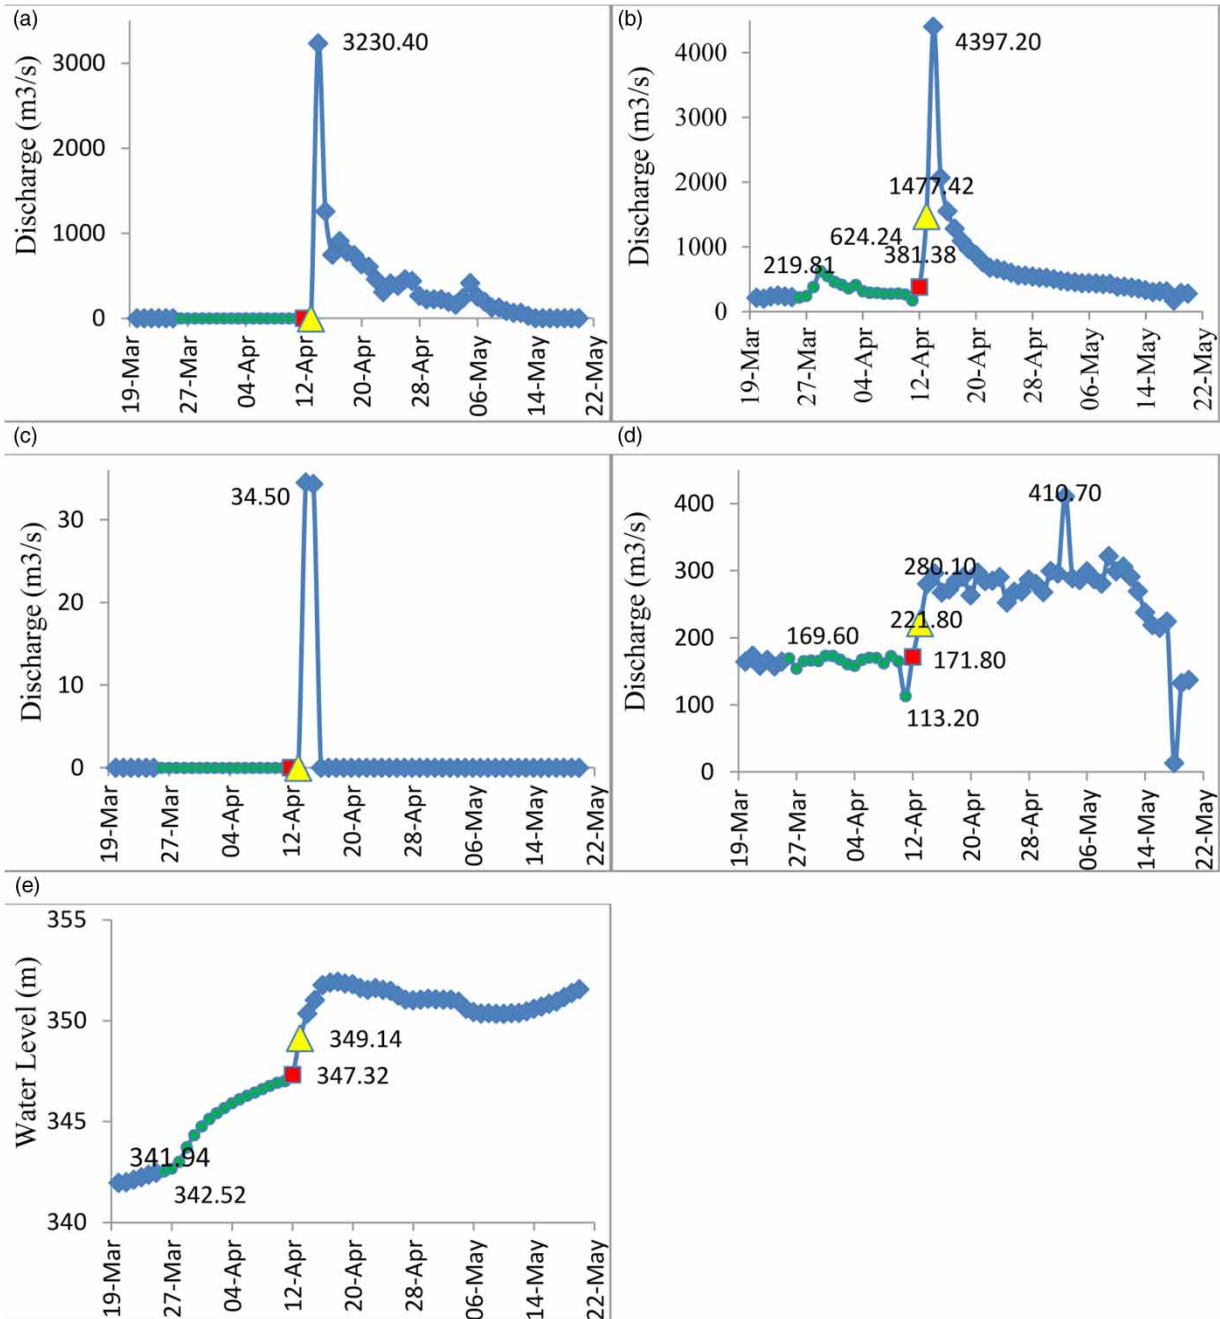 (a)
Discharge (m3/s)
3000
2000
1000
0
3230.40
19-Mar
27-Mar
04-Apr
12-Apr
20-Apr
28-Apr
06-May
14-May
22-May
(b)
Discharge (m3/s)
4000
3000
2000
1000
0
4397.20
1477.42
624.24
381.38
219.81
19-Mar
27-Mar
04-Apr
12-Apr
20-Apr
28-Apr
06-May
14-May
22-May
(c)
Discharge (m3/s)
30
20
10
0
34.50
19-Mar
27-Mar
04-Apr
12-Apr
20-Apr
28-Apr
06-May
14-May
22-May
(d)
Discharge (m3/s)
400
300
200
100
0
410.70
280.10
221.80
169.60
171.80
113.20
19-Mar
27-Mar
04-Apr
12-Apr
20-Apr
28-Apr
06-May
14-May
22-May
(e)
Water Level (m)
355
350
345
340
349.14
347.32
341.94
342.52
19-Mar
27-Mar
04-Apr
12-Apr
20-Apr
28-Apr
06-May
14-May
22-May